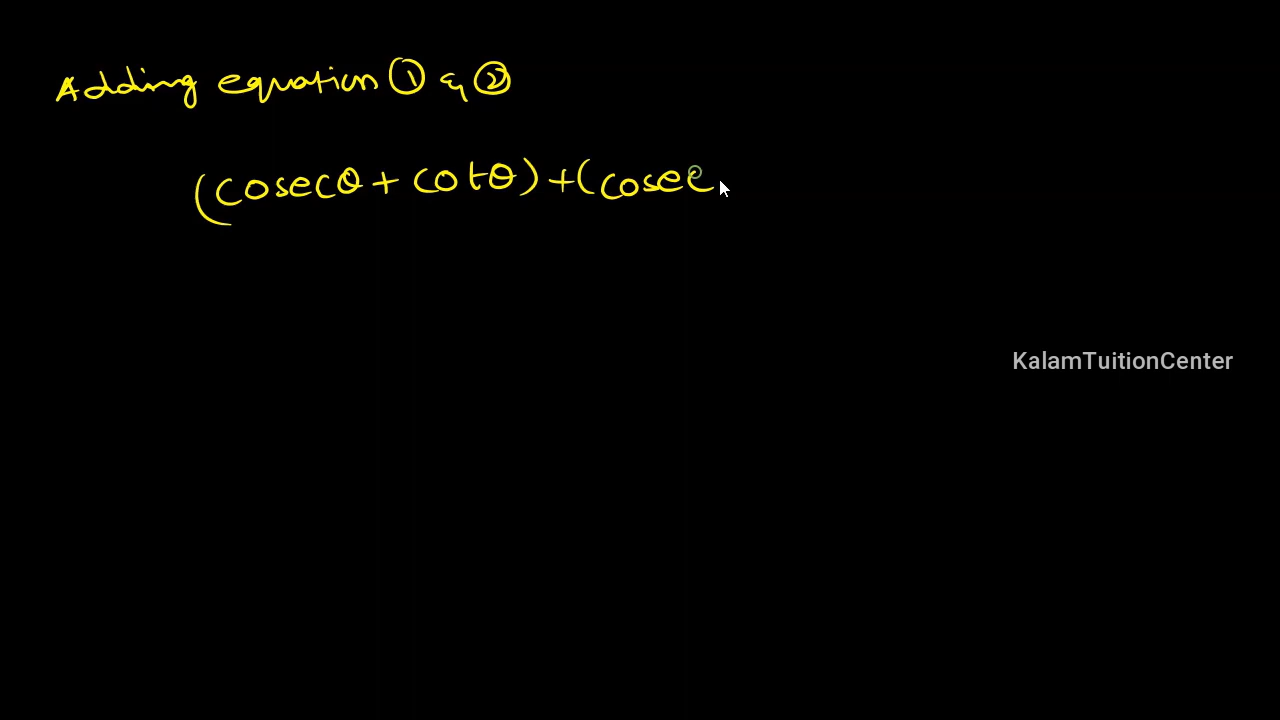 Adding equation ① & ②
(cosecθ + cotθ) + (cosec
KalamTuitionCenter